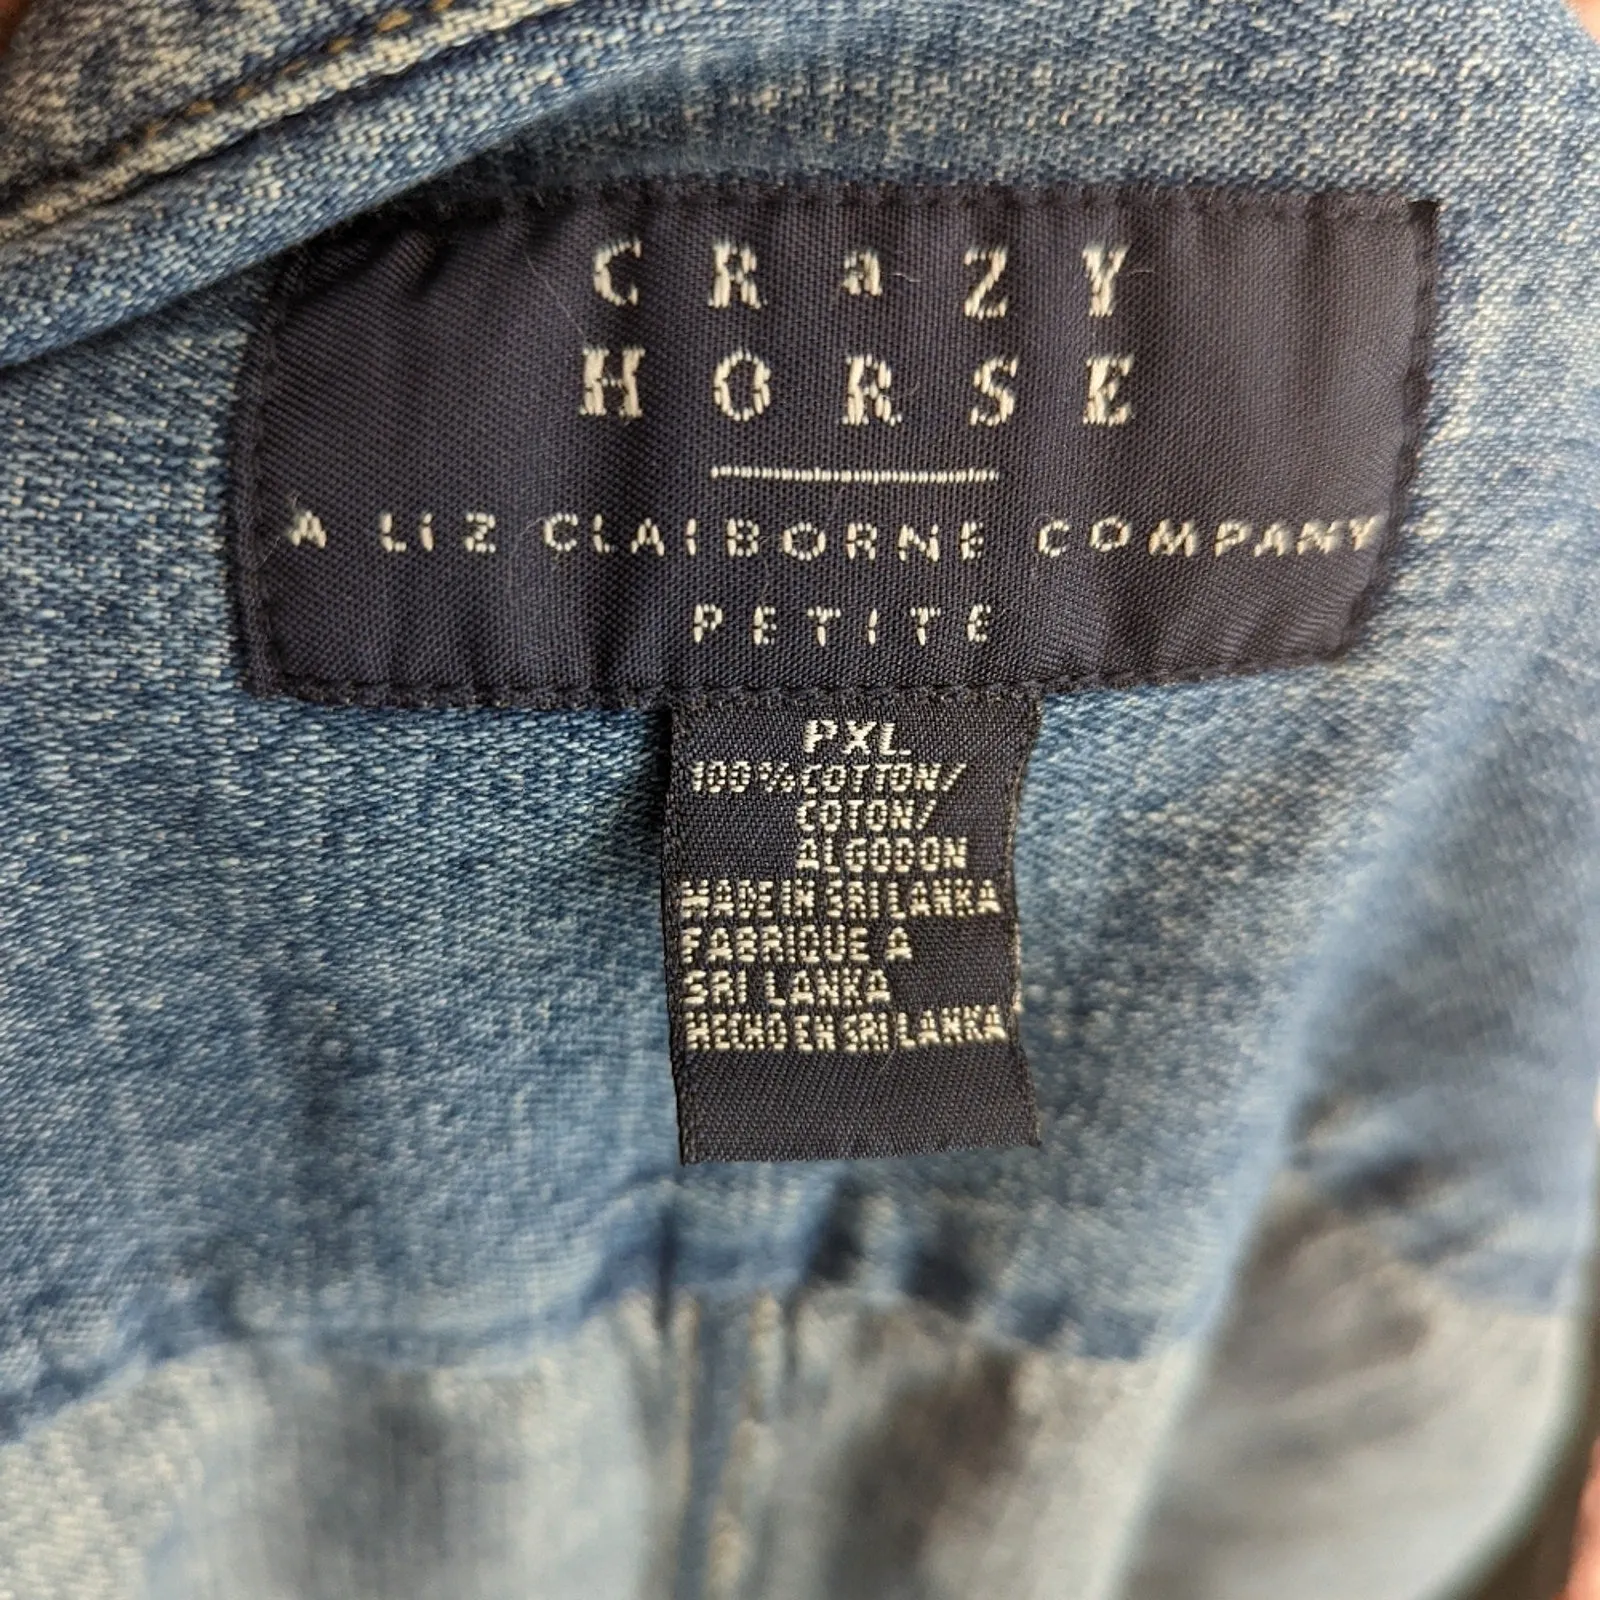 CRaZY
HORSE
A LIZ CLAIBORNE COMPANY
PETITE
PXL
100% COTTON/
COTON/
ALGODON
MADE IN SRI LANKA
FABRIQUE A
SRI LANKA
HECHO EN SRI LANKA